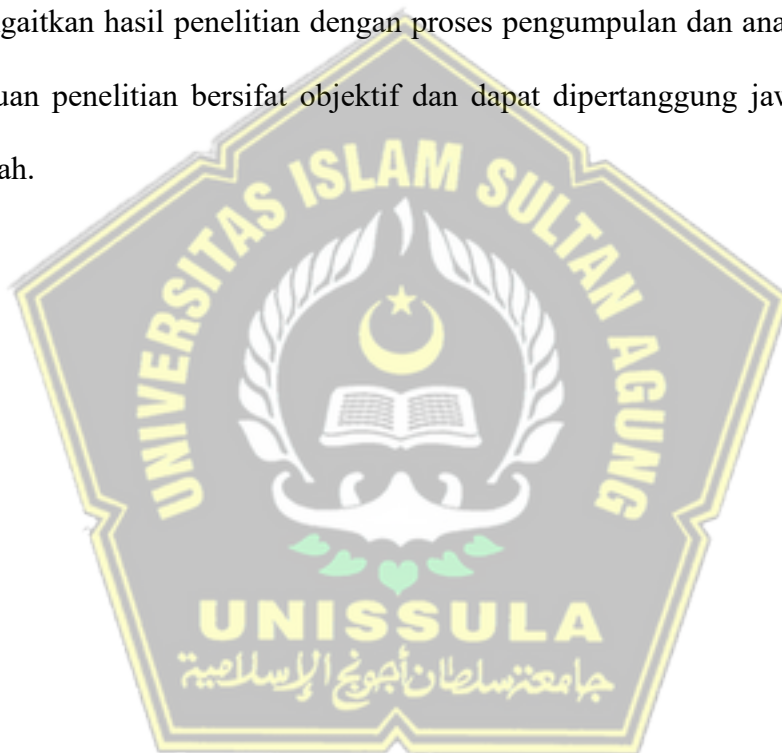 gaitkan hasil penelitian dengan proses pengumpulan dan ana
uan penelitian bersifat objektif dan dapat dipertanggung jaw
ah.
UNIVERSITAS ISLAM SULTAN AGUNG
UNISSULA
جامعة سلطان أجونج الإسلامية